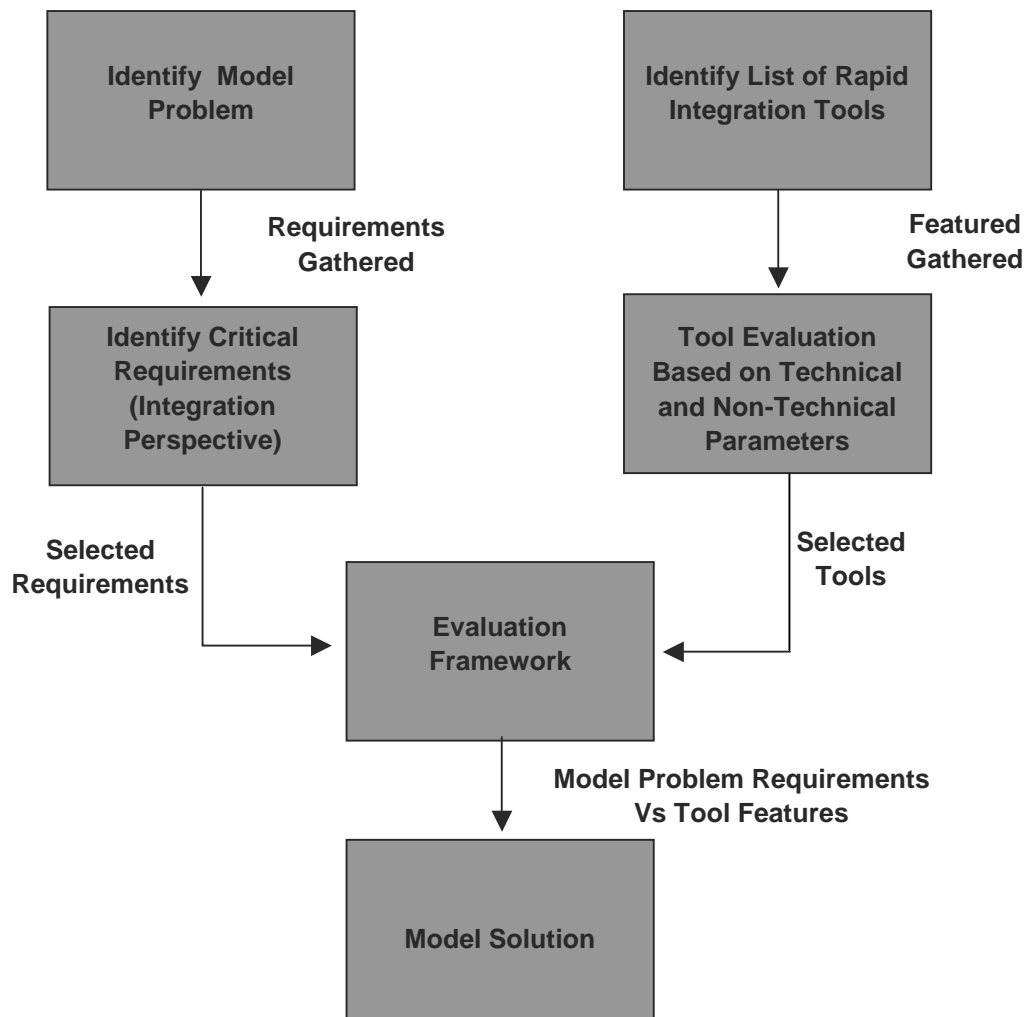 Identify Model
Problem
Identify List of Rapid
Integration Tools
Requirements
Gathered
Featured
Gathered
Identify Critical
Requirements
(Integration
Perspective)
Tool Evaluation
Based on Technical
and Non-Technical
Parameters
Selected
Requirements
Selected
Tools
Evaluation
Framework
Model Problem Requirements
Vs Tool Features
Model Solution